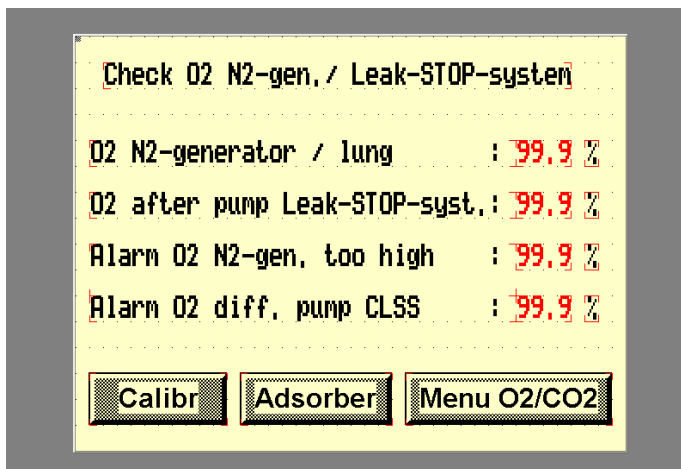 Check O2 N2-gen./ Leak-STOP-system
O2 N2-generator / lung : 99.9 %
O2 after pump Leak-STOP-syst.: 99.9 %
Alarm O2 N2-gen. too high : 99.9 %
Alarm O2 diff. pump CLSS : 99.9 %
Calibr Adsorber Menu O2/CO2